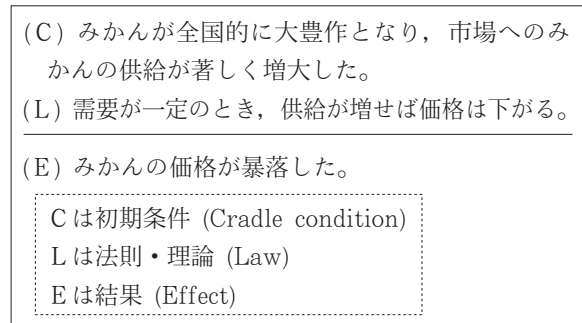 (C) みかんが全国的に大豊作となり，市場へのみ
かんの供給が著しく増大した。
(L) 需要が一定のとき，供給が増せば価格は下がる。
(E) みかんの価格が暴落した。
Cは初期条件 (Cradle condition)
Lは法則・理論 (Law)
Eは結果 (Effect)